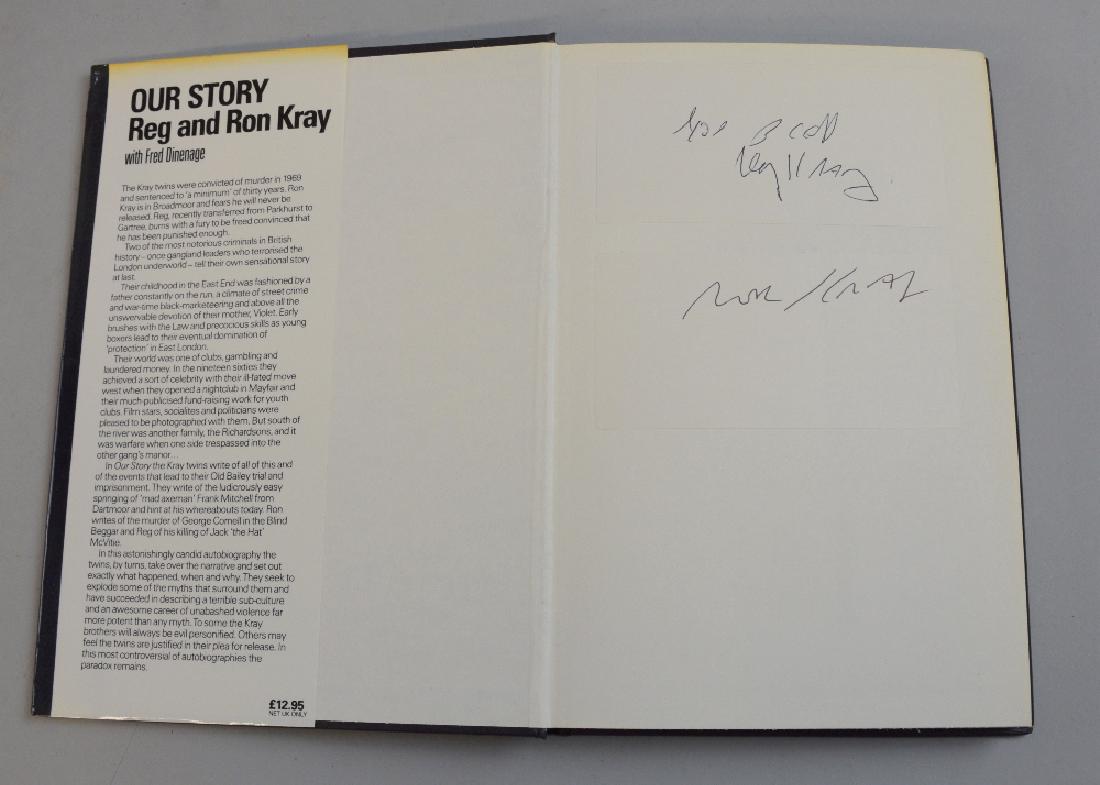 OUR STORY
Reg and Ron Kray
with Fred Dinenage
The Kray twins were convicted of murder in 1969
and sentenced to 'a minimum' of thirty years. Ron
Kray is in Broadmoor and fears he will never be
released. Reg, recently transferred from Parkhurst to
Gartree, burns with a fury to be freed convinced that
he has been punished enough.
Two of the most notorious criminals in British
history – once gangland leaders who terrorised the
London underworld – tell their own sensational story
at last.
Their childhood in the East End was fashioned by a
father constantly on the run, a climate of street crime
and war-time black-marketeering and above all the
unswervable devotion of their mother, Violet. Early
brushes with the Law and precocious skills as young
boxers lead to their eventual domination of
'protection' in East London.
Their world was one of clubs, gambling and
laundered money. In the nineteen sixties they
achieved a sort of celebrity with their ill-fated move
west when they opened a nightclub in Mayfair and
their much-publicised fund-raising work for youth
clubs. Film stars, socialites and politicians were
pleased to be photographed with them. But south of
the river was another family, the Richardsons, and it
was warfare when one side trespassed into the
other gang's manor...
In Our Story the Kray twins write of all of this and
of the events that lead to their Old Bailey trial and
imprisonment. They write of the ludicrously easy
springing of 'mad axeman' Frank Mitchell from
Dartmoor and hint at his whereabouts today. Ron
writes of the murder of George Cornell in the Blind
Beggar and Reg of his killing of Jack 'the Hat'
McVitie.
In this astonishingly candid autobiography the
twins, by turns, take over the narrative and set out
exactly what happened, when and why. They seek to
explode some of the myths that surround them and
have succeeded in describing a terrible sub-culture
and an awesome career of unabashed violence far
more potent than any myth. To some the Kray
brothers will always be evil personified. Others may
feel the twins are justified in their plea for release. In
this most controversial of autobiographies the
paradox remains.
£12.95
NET UK ONLY
Reg Kray
Ron Kray